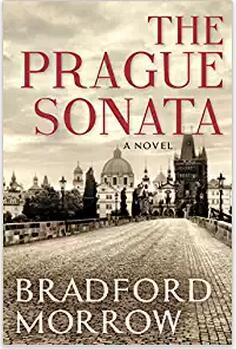 THE
PRAGUE
SONATA
A NOVEL
BRADFORD
MORROW